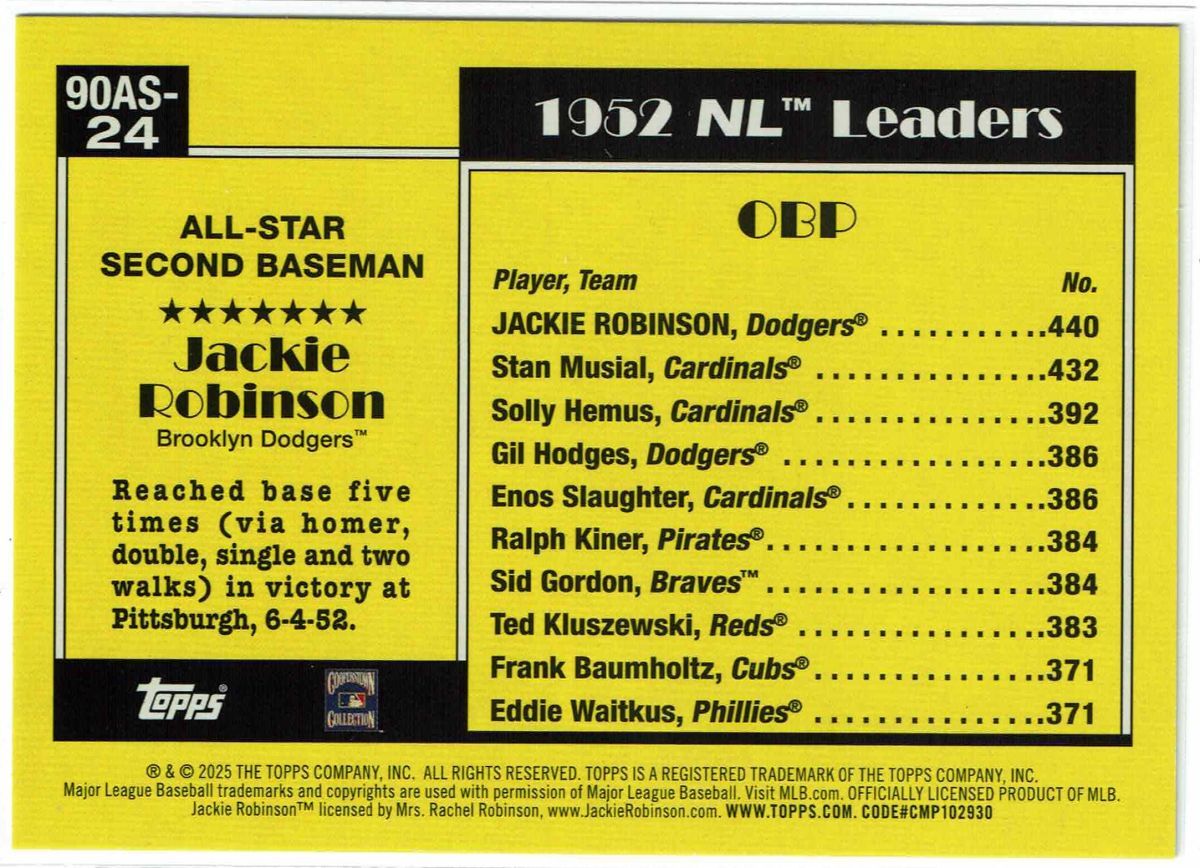 90AS-
24
ALL-STAR
SECOND BASEMAN
★★★★★★★
Jackie
Robinson
Brooklyn Dodgers™
Reached base five
times (via homer,
double, single and two
walks) in victory at
Pittsburgh, 6-4-52.
topps®
COOPERSTOWN
COLLECTION
1952 NL™ Leaders
OBP
Player, Team No.
JACKIE ROBINSON, Dodgers® ...........440
Stan Musial, Cardinals® ...............432
Solly Hemus, Cardinals® ...............392
Gil Hodges, Dodgers® .................386
Enos Slaughter, Cardinals® .............386
Ralph Kiner, Pirates® ..................384
Sid Gordon, Braves™ ..................384
Ted Kluszewski, Reds® ................383
Frank Baumholtz, Cubs® ...............371
Eddie Waitkus, Phillies® ...............371
® & © 2025 THE TOPPS COMPANY, INC. ALL RIGHTS RESERVED. TOPPS IS A REGISTERED TRADEMARK OF THE TOPPS COMPANY, INC.
Major League Baseball trademarks and copyrights are used with permission of Major League Baseball. Visit MLB.com. OFFICIALLY LICENSED PRODUCT OF MLB.
Jackie Robinson™ licensed by Mrs. Rachel Robinson, www.JackieRobinson.com. WWW.TOPPS.COM. CODE#CMP102930